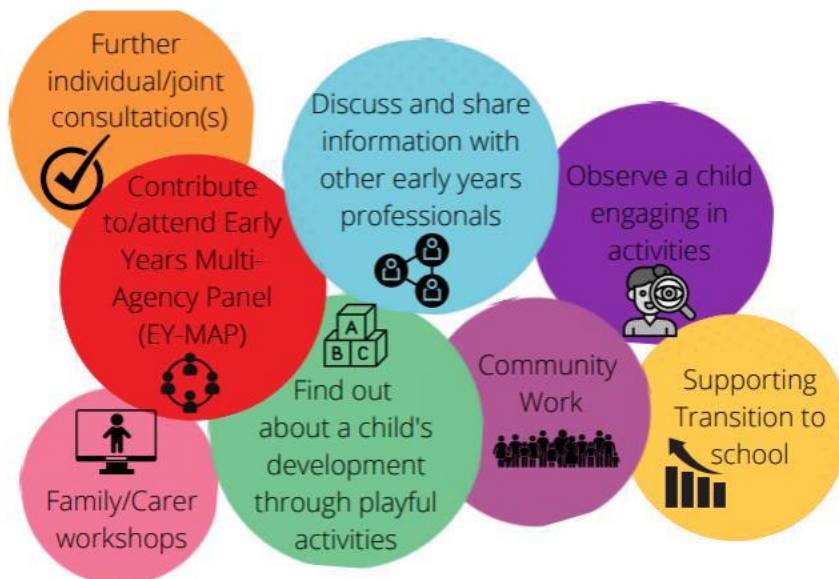 Further
individual/joint
consultation(s)
Contribute
to/attend Early
Years Multi-
Agency Panel
(EY-MAP)
Discuss and share
information with
other early years
professionals
Observe a child
engaging in
activities
Family/Carer
workshops
A
B C
Find out
about a child's
development
through playful
activities
Community
Work
Supporting
Transition to
school